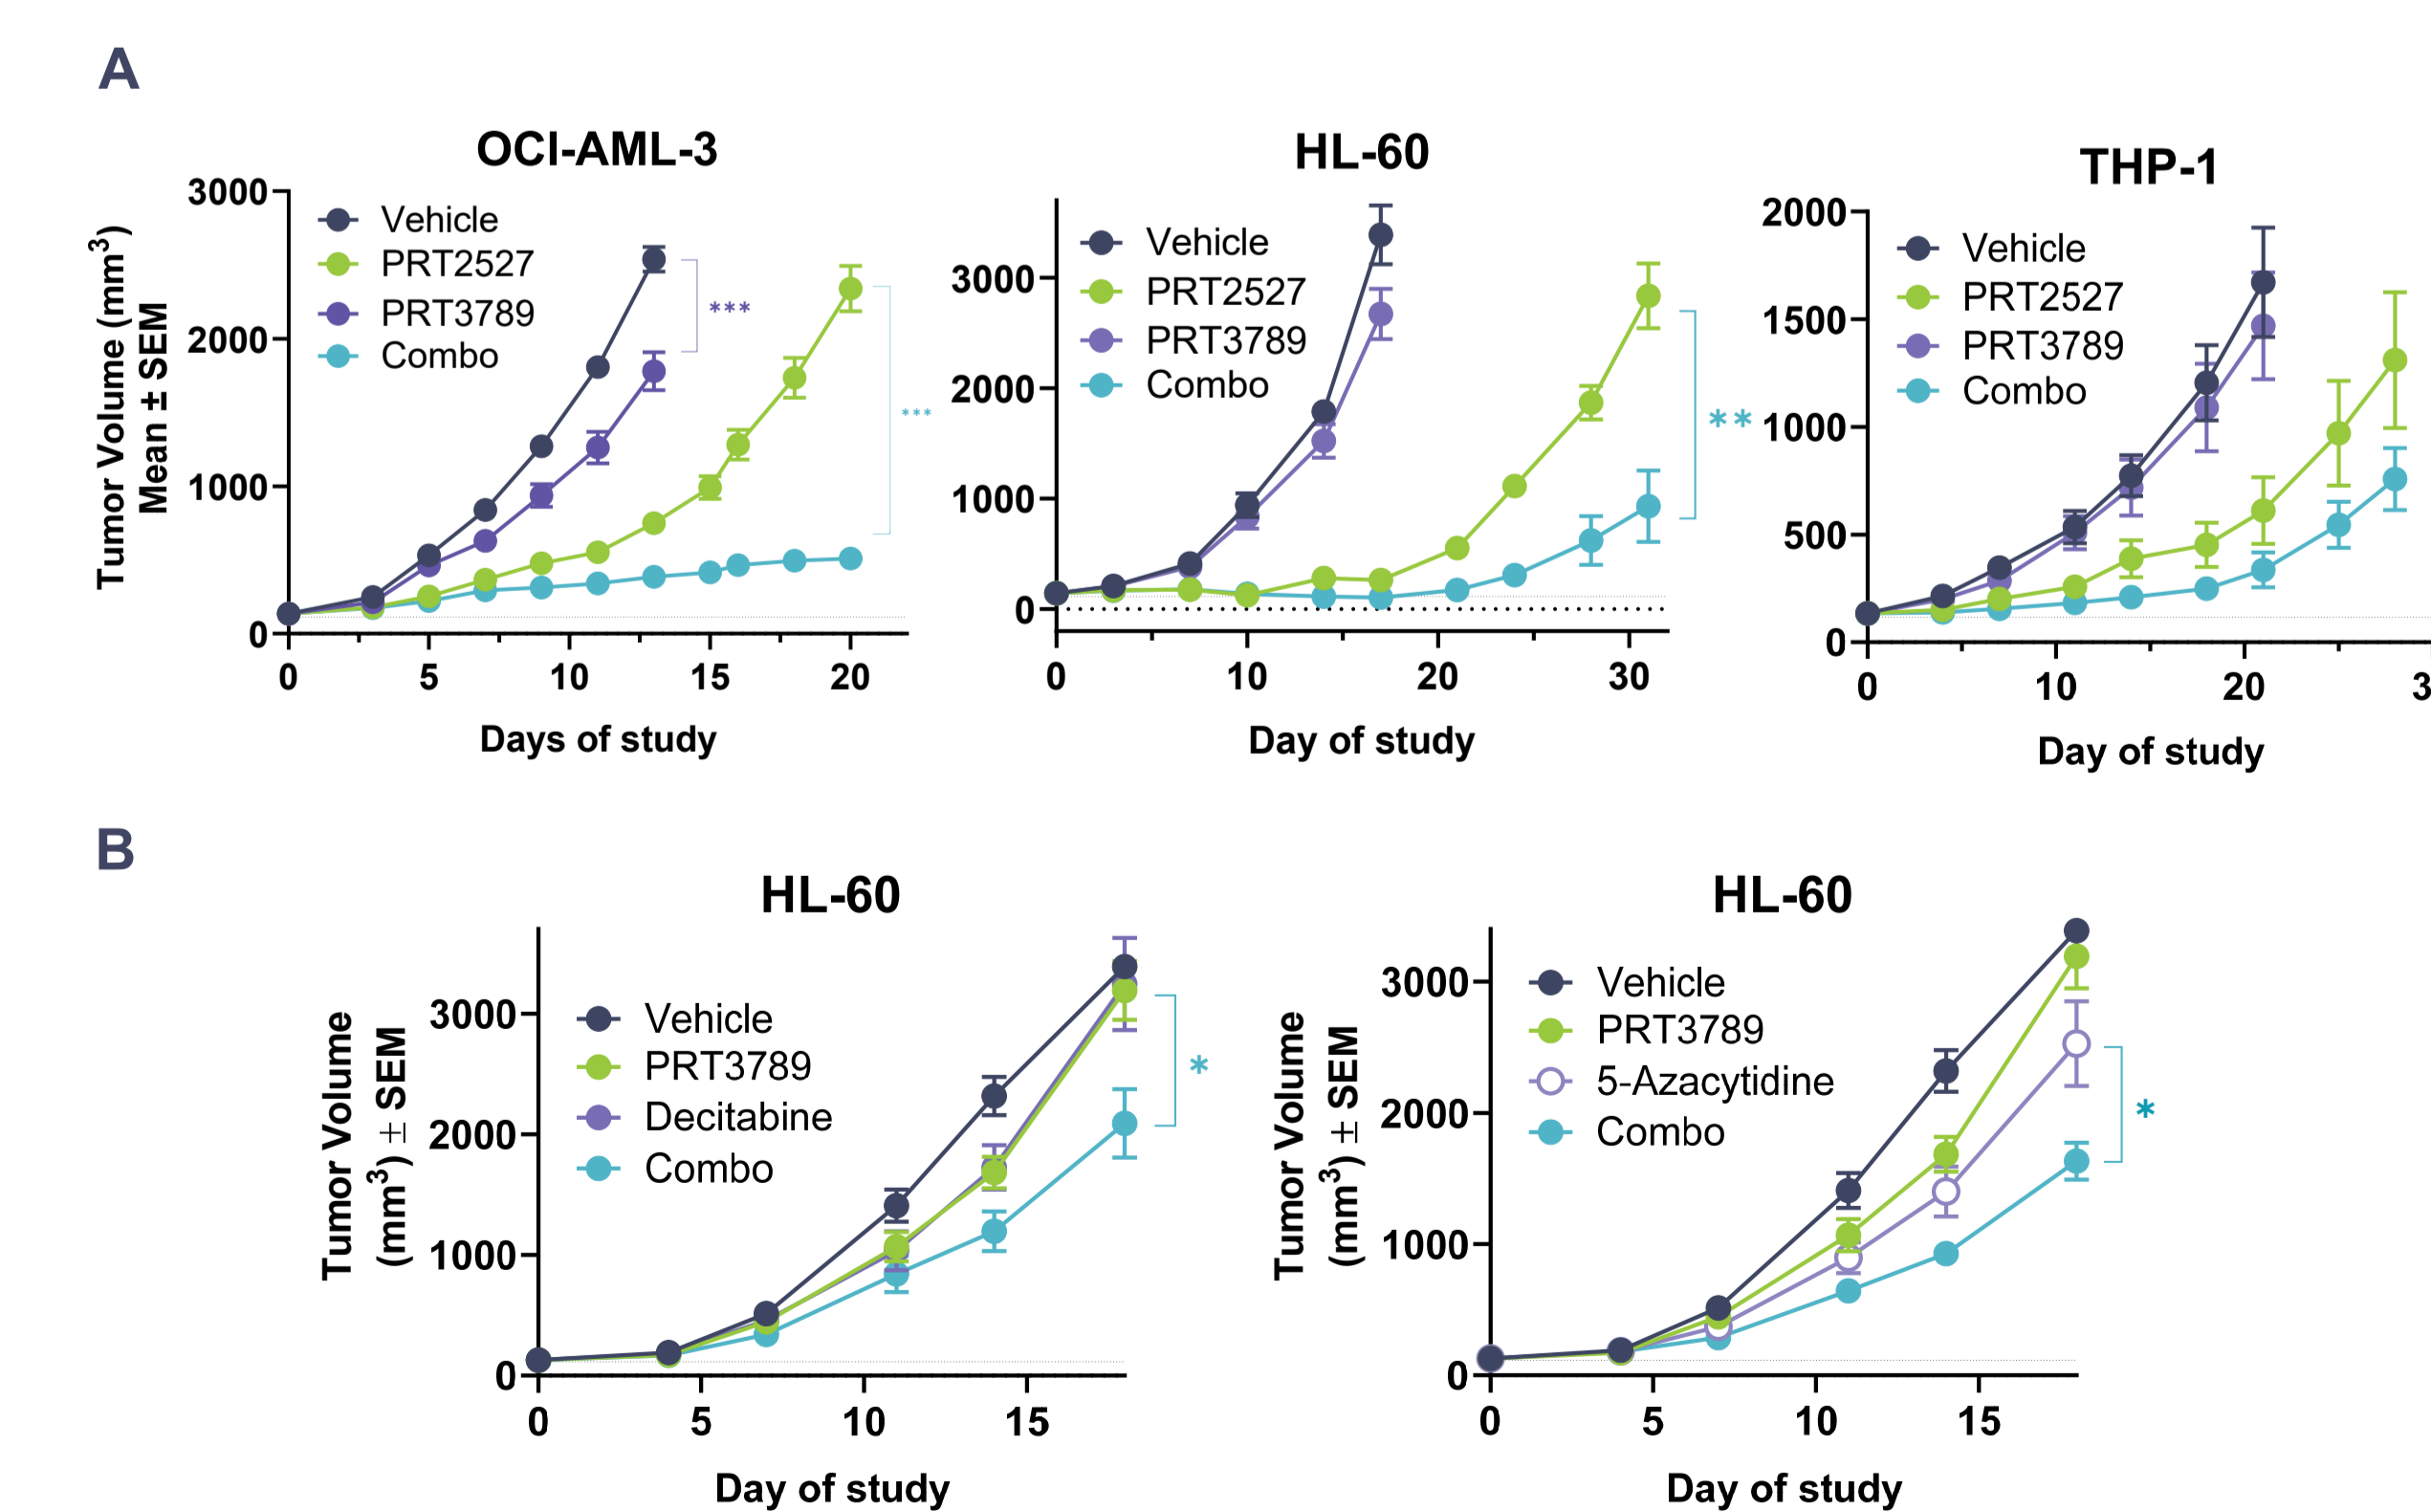 A
OCI-AML-3
Tumor Volume (mm3)
Mean ± SEM
3000
2000
1000
0
Vehicle
PRT2527
PRT3789
Combo
***
***
0 5 10 15 20
Days of study
HL-60
3000
2000
1000
0
Vehicle
PRT2527
PRT3789
Combo
**
0 10 20 30
Day of study
THP-1
2000
1500
1000
500
0
Vehicle
PRT2527
PRT3789
Combo
0 10 20 3
Day of study
B
HL-60
Tumor Volume
(mm3) ± SEM
3000
2000
1000
0
Vehicle
PRT3789
Decitabine
Combo
*
0 5 10 15
Day of study
HL-60
Tumor Volume
(mm3) ± SEM
3000
2000
1000
0
Vehicle
PRT3789
5-Azacytidine
Combo
*
0 5 10 15
Day of study